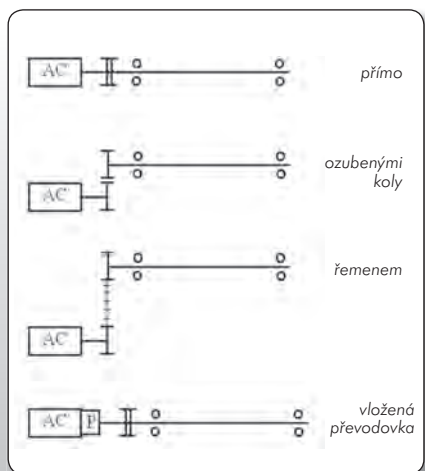 AC
přímo
ozubenými
koly
AC
řemenem
AC
AC P
vložená
převodovka